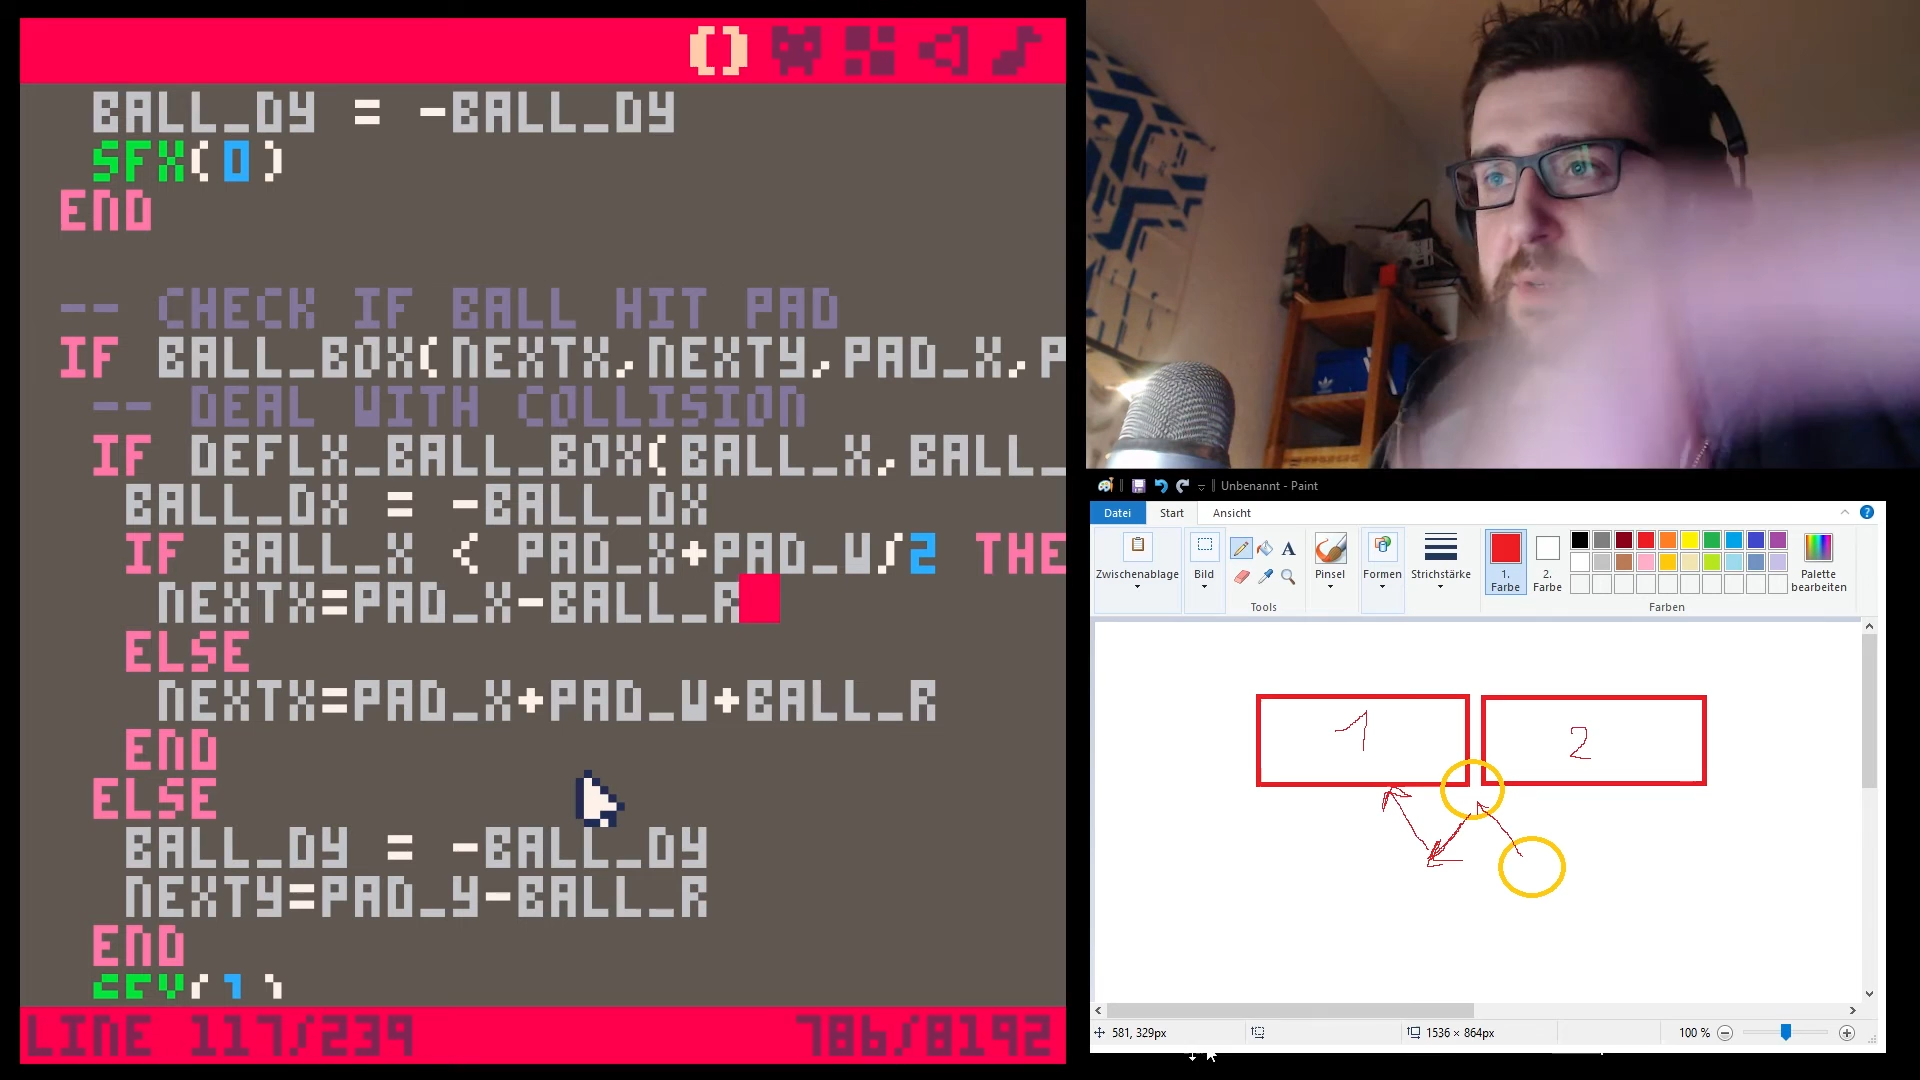 BALL_DY = -BALL_DY
SFX(0)
END
-- CHECK IF BALL HIT PAD
IF BALL_BOX(NEXTX,NEXTY,PAD_X,P
-- DEAL WITH COLLISION
IF DEFLX_BALL_BOX(BALL_X,BALL_
BALL_DX = -BALL_DX
IF BALL_X < PAD_X+PAD_W/2 THE
NEXTX=PAD_X-BALL_R
ELSE
NEXTX=PAD_X+PAD_W+BALL_R
END
ELSE
BALL_DY = -BALL_DY
NEXTY=PAD_Y-BALL_R
END
SFX(1)
LINE 117/239 786/8192
Unbenannt - Paint
Datei Start Ansicht
Zwischenablage Bild Tools Pinsel Formen Strichstärke 1. Farbe 2. Farbe Farben Palette bearbeiten
A
1 2
581, 329px 1536 × 864px 100 %